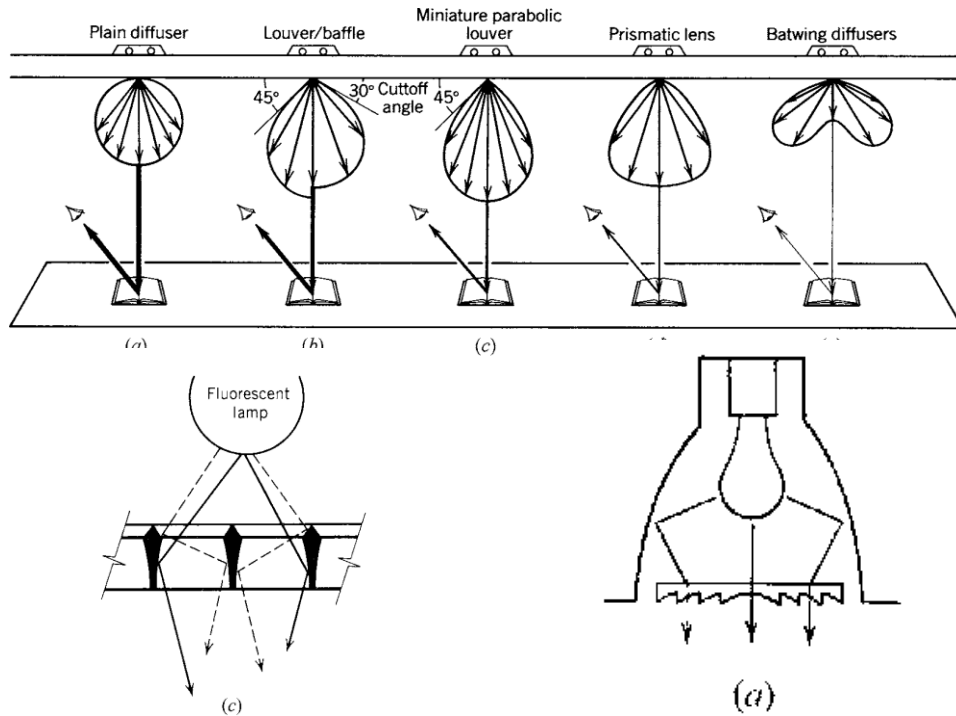 Plain diffuser
Louver/baffle
Miniature parabolic
louver
Prismatic lens
Batwing diffusers
45°
30° Cuttoff
angle
45°
(a)
(b)
(c)
Fluorescent
lamp
(c)
(a)